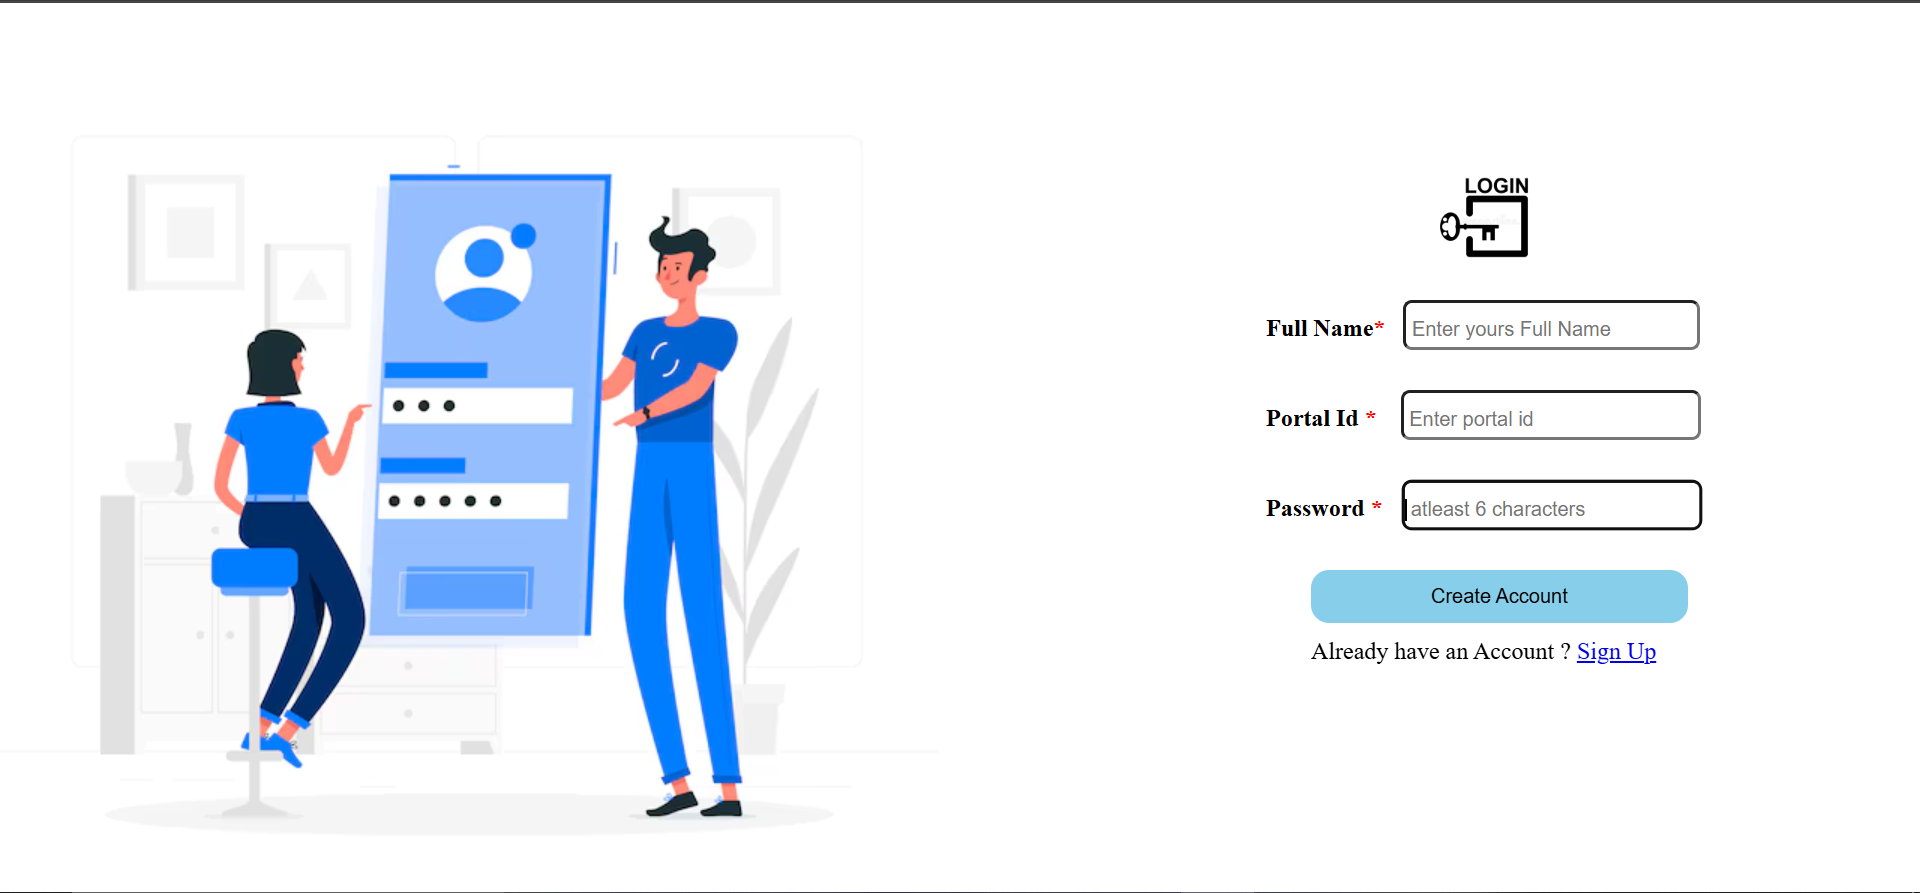 LOGIN
Full Name* Enter yours Full Name
Portal Id * Enter portal id
Password * atleast 6 characters
Create Account
Already have an Account ? Sign Up